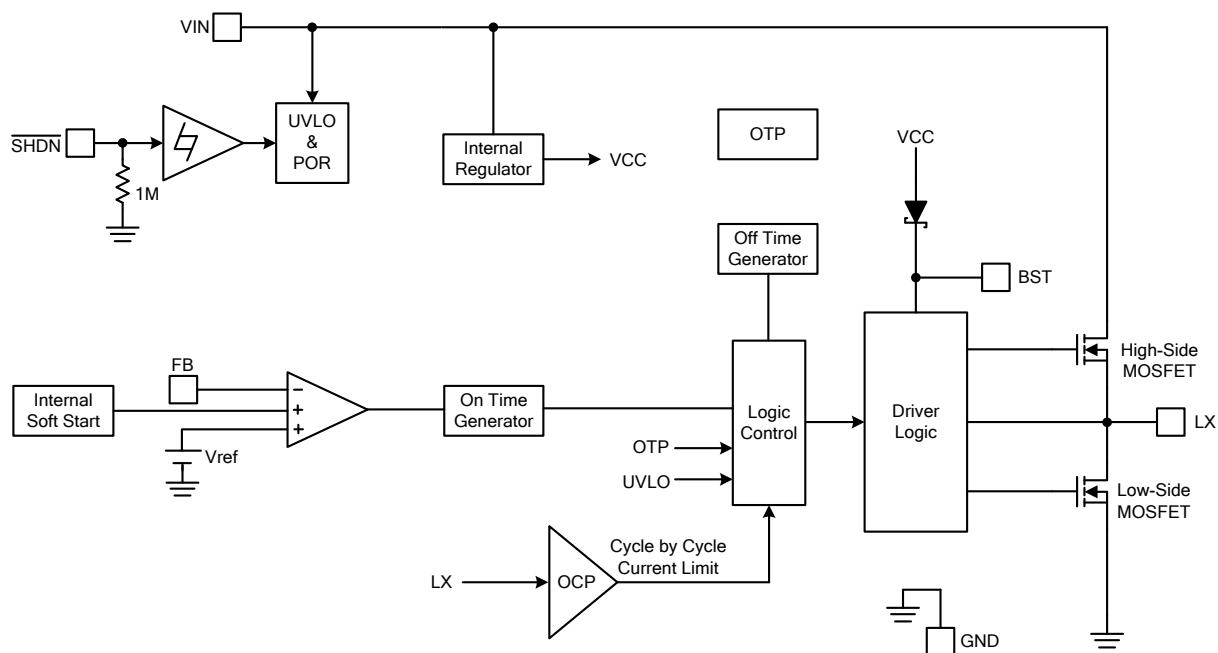 VIN
SHDN
1M
UVLO
&
POR
Internal
Regulator
VCC
OTP
VCC
Off Time
Generator
BST
FB
Internal
Soft Start
Vref
On Time
Generator
OTP
UVLO
Logic
Control
Driver
Logic
High-Side
MOSFET
LX
Low-Side
MOSFET
LX
OCP
Cycle by Cycle
Current Limit
GND